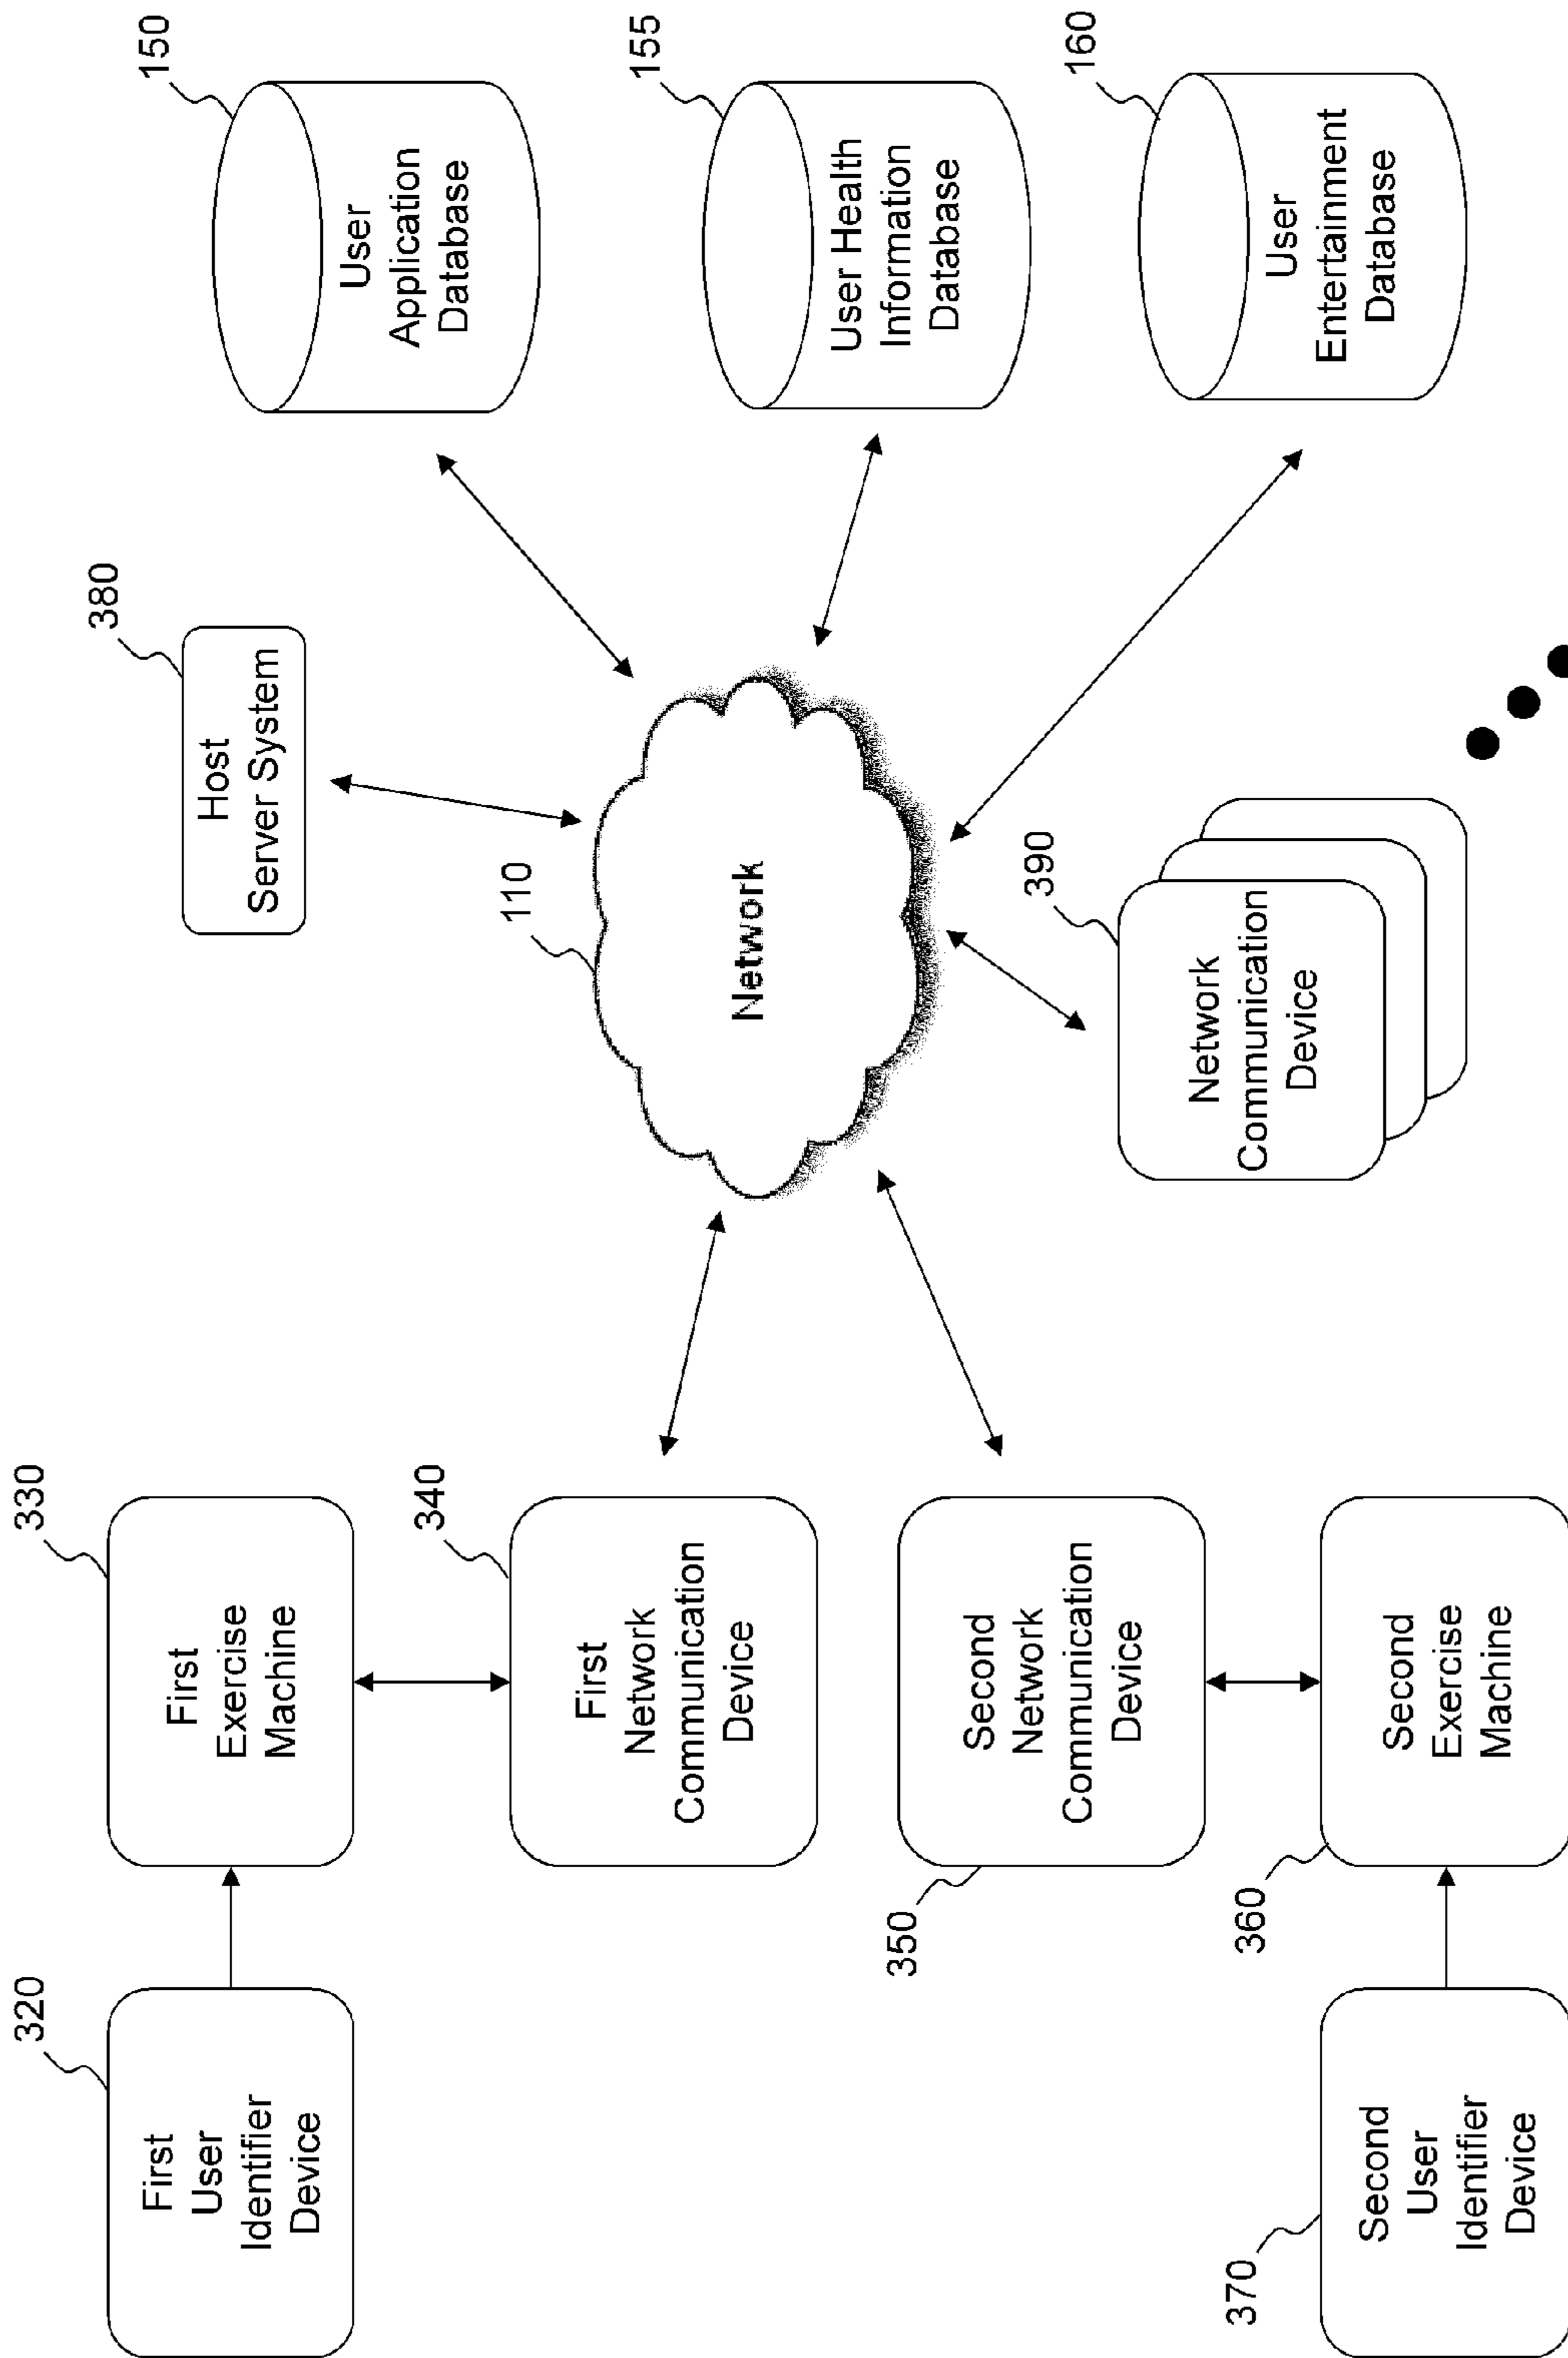 320
First
User
Identifier
Device
330
First
Exercise
Machine
340
First
Network
Communication
Device
350
Second
Network
Communication
Device
360
Second
Exercise
Machine
370
Second
User
Identifier
Device
380
Host
Server System
110
Network
390
Network
Communication
Device
150
User
Application
Database
155
User Health
Information
Database
160
User
Entertainment
Database